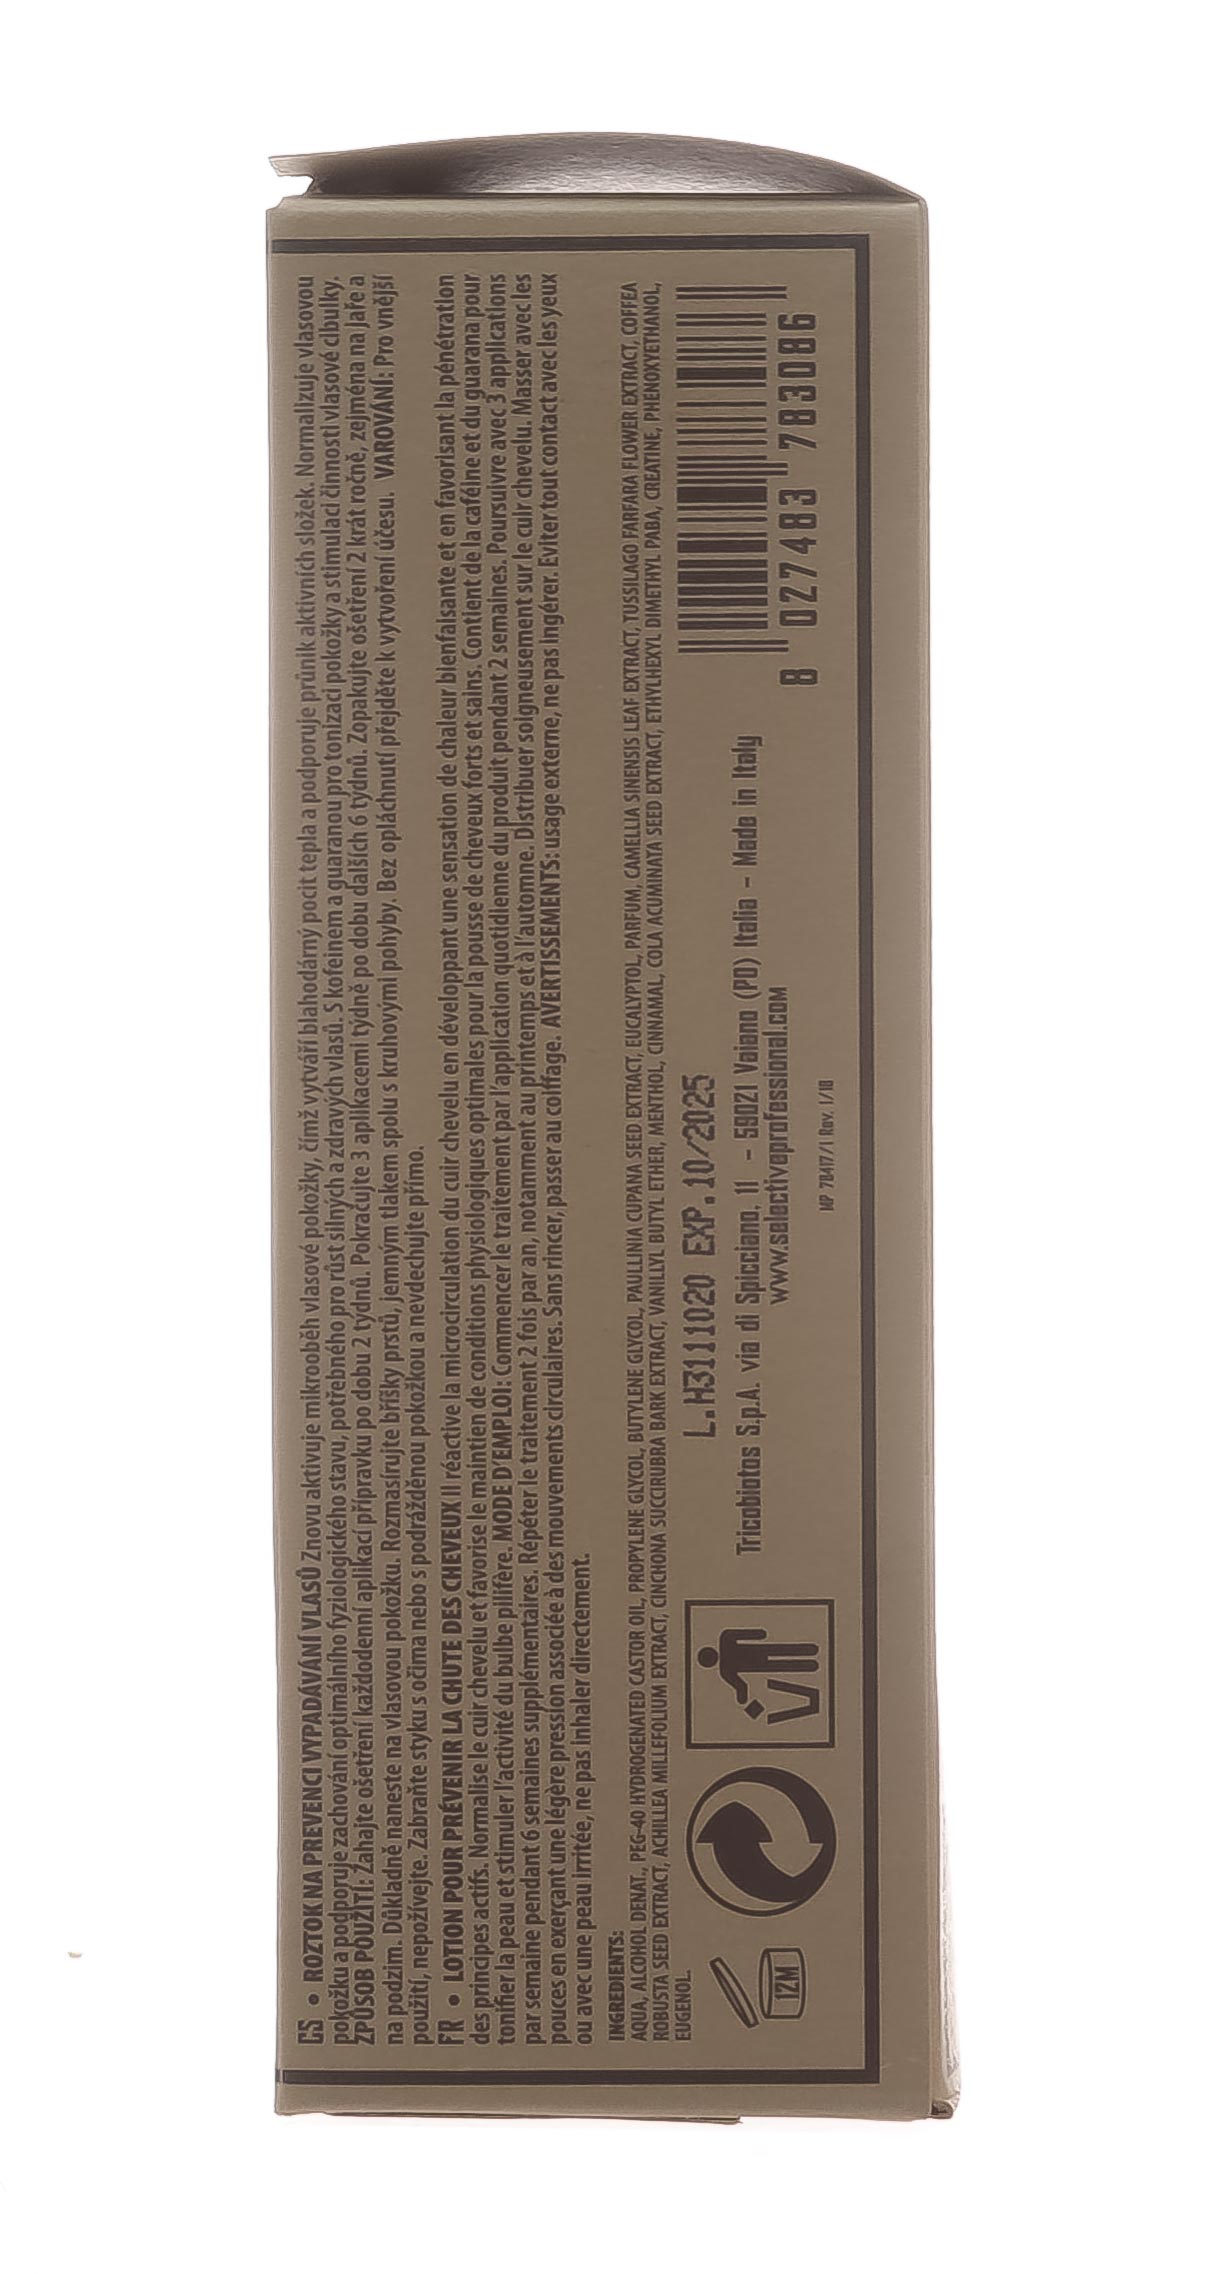 CS • ROZTOK NA PREVENCI VYPADÁVÁNÍ VLASŮ Znovu aktivuje mikrooběh vlasové pokožky, čímž vytváří blahodárný pocit tepla a podporuje průnik aktivních složek. Normalizuje vlasovou
pokožku a podporuje zachování optimálního fyziologického stavu, potřebného pro růst silných a zdravých vlasů. S kofeinem a guaranou pro tonizaci pokožky a stimulaci činnosti vlasové cibulky.
ZPŮSOB POUŽITÍ: Zahajte ošetření každodenní aplikací přípravku po dobu 2 týdnů. Pokračujte 3 aplikacemi týdně po dobu dalších 6 týdnů. Zopakujte ošetření 2 krát ročně, zejména na jaře a
na podzim. Důkladně naneste na vlasovou pokožku. Rozmasírujte bříšky prstů, jemným tlakem spolu s kruhovými pohyby. Bez opláchnutí přejděte k vytvoření účesu. VAROVÁNÍ: Pro vnější
použití, nepožívejte. Zabraňte styku s očima nebo s podrážděnou pokožkou a nevdechujte přímo.
FR • LOTION POUR PRÉVENIR LA CHUTE DES CHEVEUX Il réactive la microcirculation du cuir chevelu en développant une sensation de chaleur bienfaisante et en favorisant la pénétration
des principes actifs. Normalise le cuir chevelu et favorise le maintien de conditions physiologiques optimales pour la pousse de cheveux forts et sains. Contient de la caféine et du guarana pour
tonifier la peau et stimuler l'activité du bulbe pilifère. MODE D'EMPLOI: Commencer le traitement par l'application quotidienne du produit pendant 2 semaines. Poursuivre avec 3 applications
par semaine pendant 6 semaines supplémentaires. Répéter le traitement 2 fois par an, notamment au printemps et à l'automne. Distribuer soigneusement sur le cuir chevelu. Masser avec les
pouces en exerçant une légère pression associée à des mouvements circulaires. Sans rincer, passer au coiffage. AVERTISSEMENTS: usage externe, ne pas ingérer. Eviter tout contact avec les yeux
ou avec une peau irritée, ne pas inhaler directement.
INGREDIENTS:
AQUA, ALCOHOL DENAT., PEG-40 HYDROGENATED CASTOR OIL, PROPYLENE GLYCOL, BUTYLENE GLYCOL, PAULLINIA CUPANA SEED EXTRACT, EUCALYPTOL, PARFUM, CAMELLIA SINENSIS LEAF EXTRACT, TUSSILAGO FARFARA FLOWER EXTRACT, COFFEA
ROBUSTA SEED EXTRACT, ACHILLEA MILLEFOLIUM EXTRACT, CINCHONA SUCCIRUBRA BARK EXTRACT, VANILLYL BUTYL ETHER, MENTHOL, CINNAMAL, COLA ACUMINATA SEED EXTRACT, ETHYLHEXYL DIMETHYL PABA, CREATINE, PHENOXYETHANOL,
EUGENOL.
12M
L.H311020 EXP.10/2025
Tricobiotos S.p.A. via di Spicciano, 11 - 59021 Vaiano (PO) Italia - Made in Italy
www.selectiveprofessional.com
MP 78417/1 Rev. 1/18
8 027483 783086